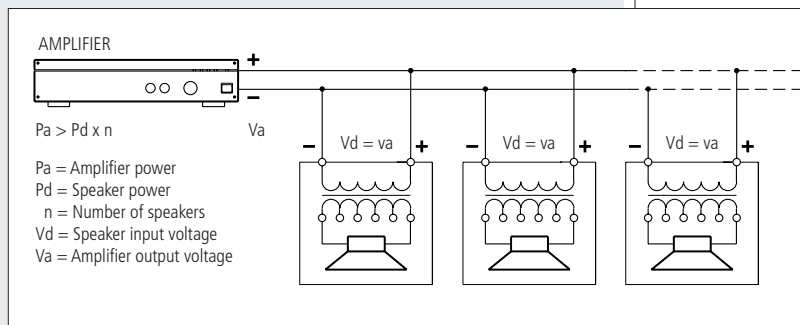 AMPLIFIER
+
−
Pa > Pd x n
Va
Pa = Amplifier power
Pd = Speaker power
n = Number of speakers
Vd = Speaker input voltage
Va = Amplifier output voltage
− Vd = va +
− Vd = va +
− Vd = va +